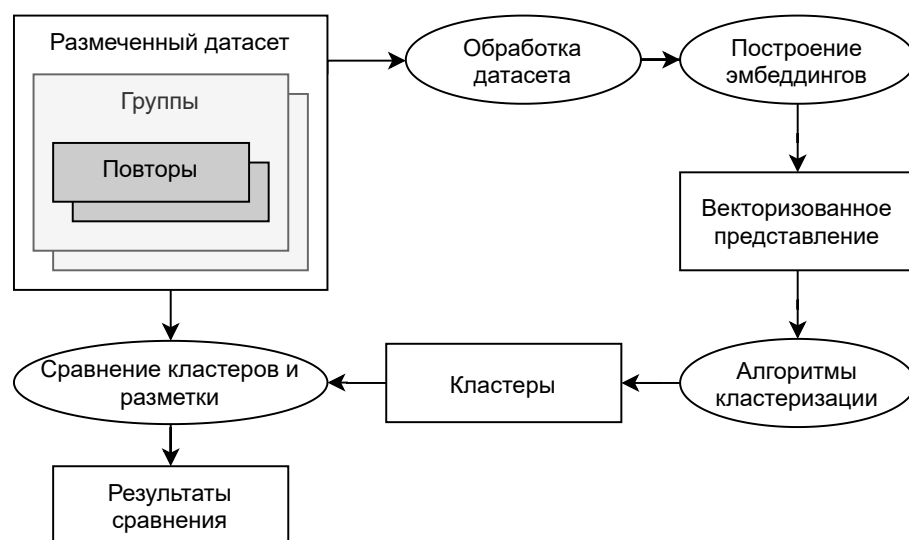 Размеченный датасет
Группы
Повторы
Обработка
датасета
Построение
эмбеддингов
Векторизованное
представление
Алгоритмы
кластеризации
Кластеры
Сравнение кластеров и
разметки
Результаты
сравнения